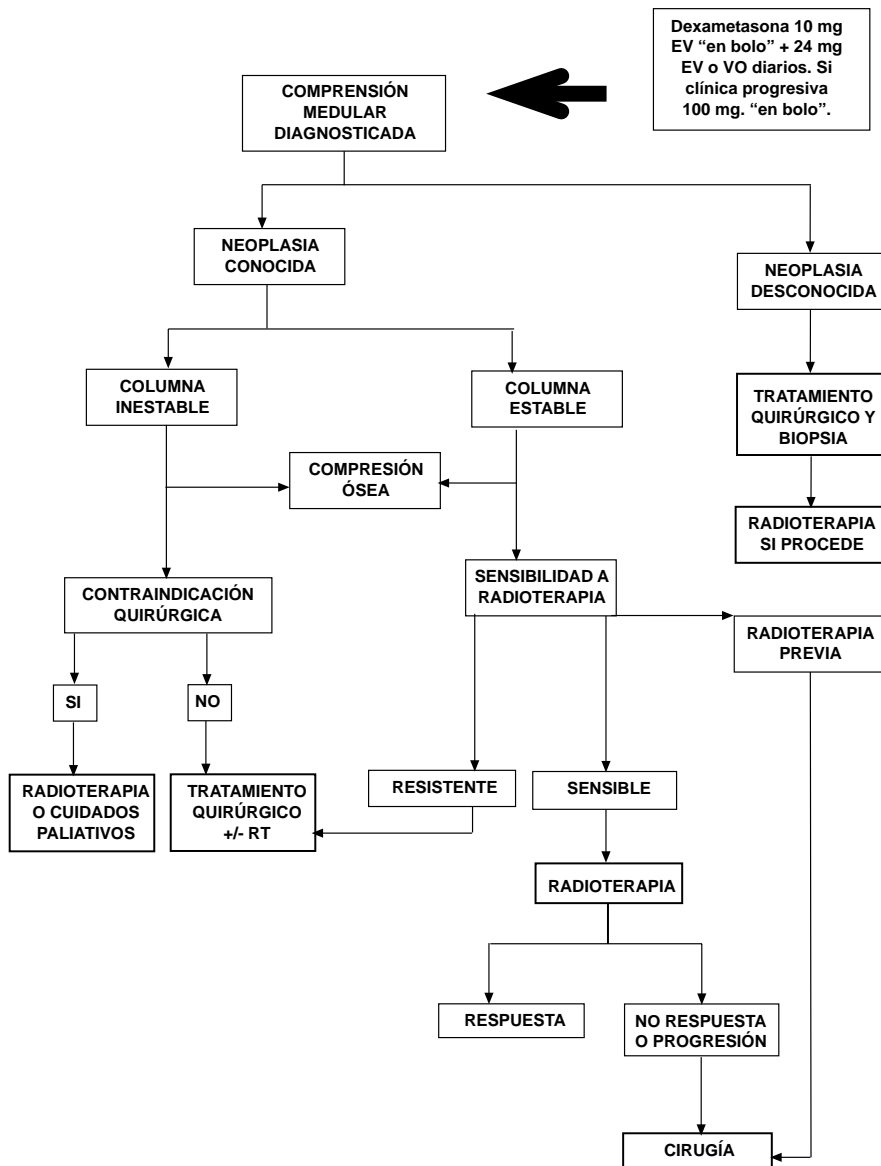 Dexametasona 10 mg
EV “en bolo” + 24 mg
EV o VO diarios. Si
clínica progresiva
100 mg. “en bolo”.
COMPRENSIÓN
MEDULAR
DIAGNOSTICADA
NEOPLASIA
CONOCIDA
NEOPLASIA
DESCONOCIDA
COLUMNA
INESTABLE
COLUMNA
ESTABLE
TRATAMIENTO
QUIRÚRGICO Y
BIOPSIA
COMPRESIÓN
ÓSEA
RADIOTERAPIA
SI PROCEDE
CONTRAINDICACIÓN
QUIRÚRGICA
SENSIBILIDAD A
RADIOTERAPIA
RADIOTERAPIA
PREVIA
SI
NO
RADIOTERAPIA
O CUIDADOS
PALIATIVOS
TRATAMIENTO
QUIRÚRGICO
+/- RT
RESISTENTE
SENSIBLE
RADIOTERAPIA
RESPUESTA
NO RESPUESTA
O PROGRESIÓN
CIRUGÍA